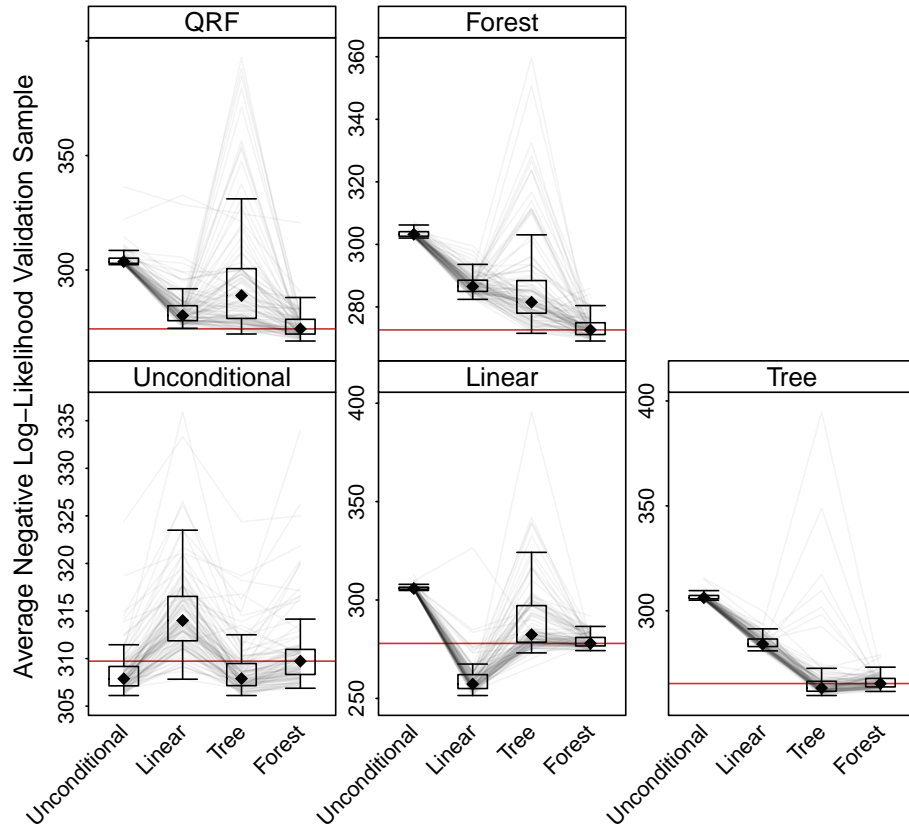 QRF
Forest
Average Negative Log−Likelihood Validation Sample
300
350
280
300
320
340
360
Unconditional
Linear
Tree
305
310
315
320
325
330
335
250
300
350
400
300
350
400
Unconditional
Linear
Tree
Forest
Unconditional
Linear
Tree
Forest
Unconditional
Linear
Tree
Forest